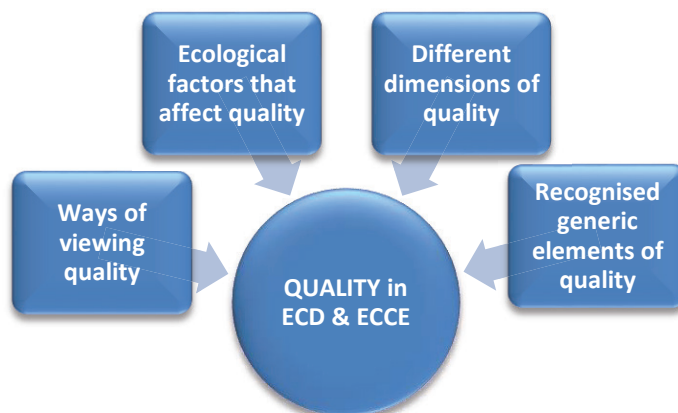 Ecological
factors that
affect quality
Different
dimensions of
quality
Ways of
viewing
quality
Recognised
generic
elements of
quality
QUALITY in
ECD & ECCE